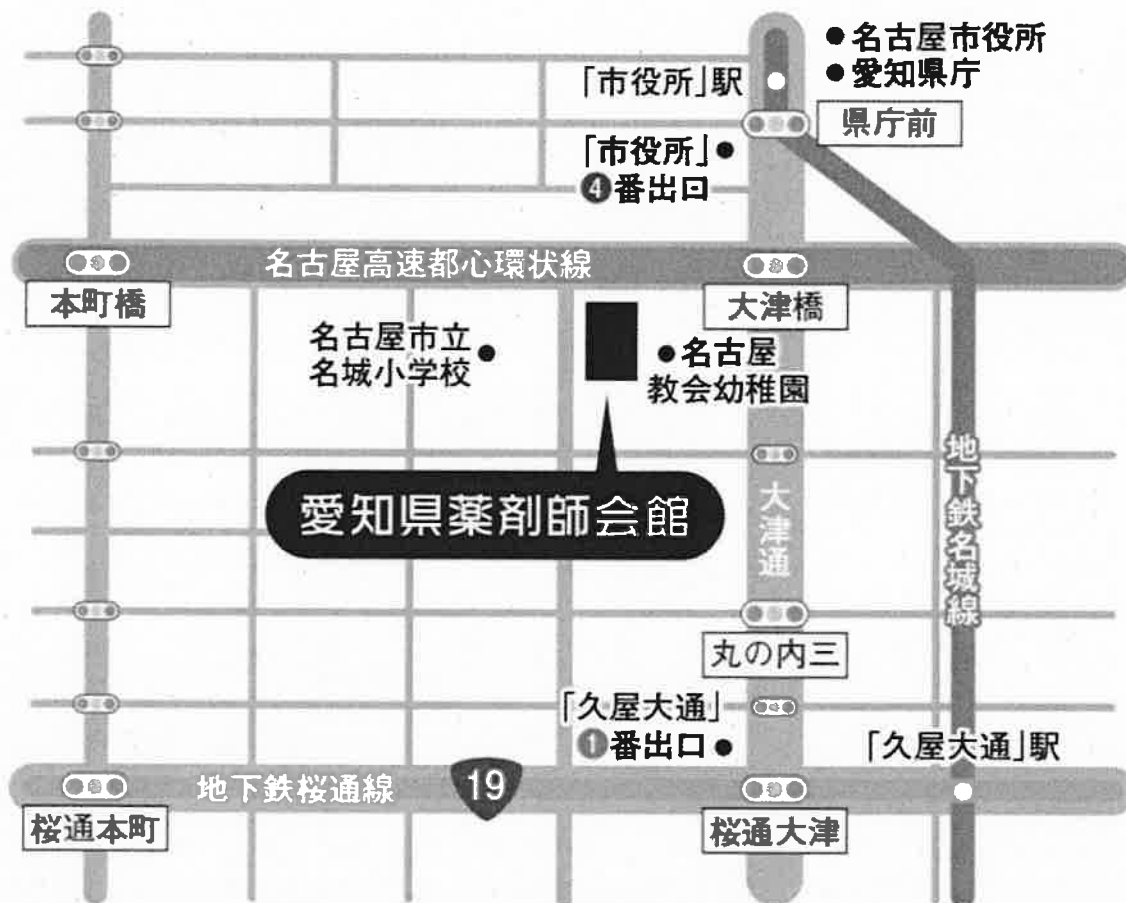 ● 名古屋市役所
● 愛知県庁
「市役所」駅
県庁前
「市役所」●
❹番出口
名古屋高速都心環状線
本町橋
大津橋
名古屋市立
名城小学校
● 名古屋
教会幼稚園
愛知県薬剤師会館
大津通
地下鉄名城線
丸の内三
「久屋大通」
❶番出口 ●
「久屋大通」駅
地下鉄桜通線
19
桜通本町
桜通大津